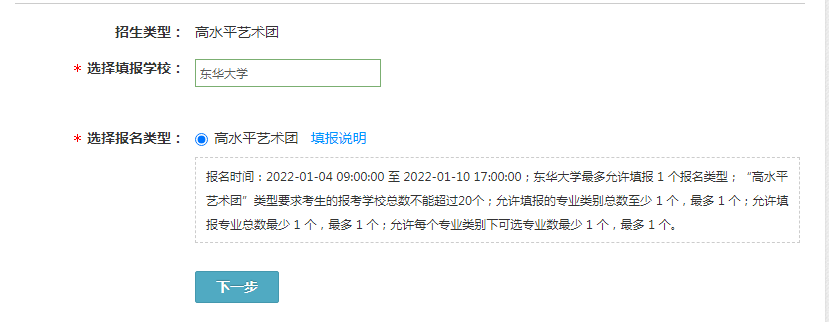 招生类型： 高水平艺术团
* 选择填报学校： 东华大学
* 选择报名类型： 高水平艺术团 填报说明
报名时间：2022-01-04 09:00:00 至 2022-01-10 17:00:00；东华大学最多允许填报 1 个报名类型；“高水平
艺术团”类型要求考生的报考学校总数不能超过20个；允许填报的专业类别总数至少 1 个，最多 1 个；允许填
报专业总数最少 1 个，最多 1 个；允许每个专业类别下可选专业数最少 1 个，最多 1 个。
下一步